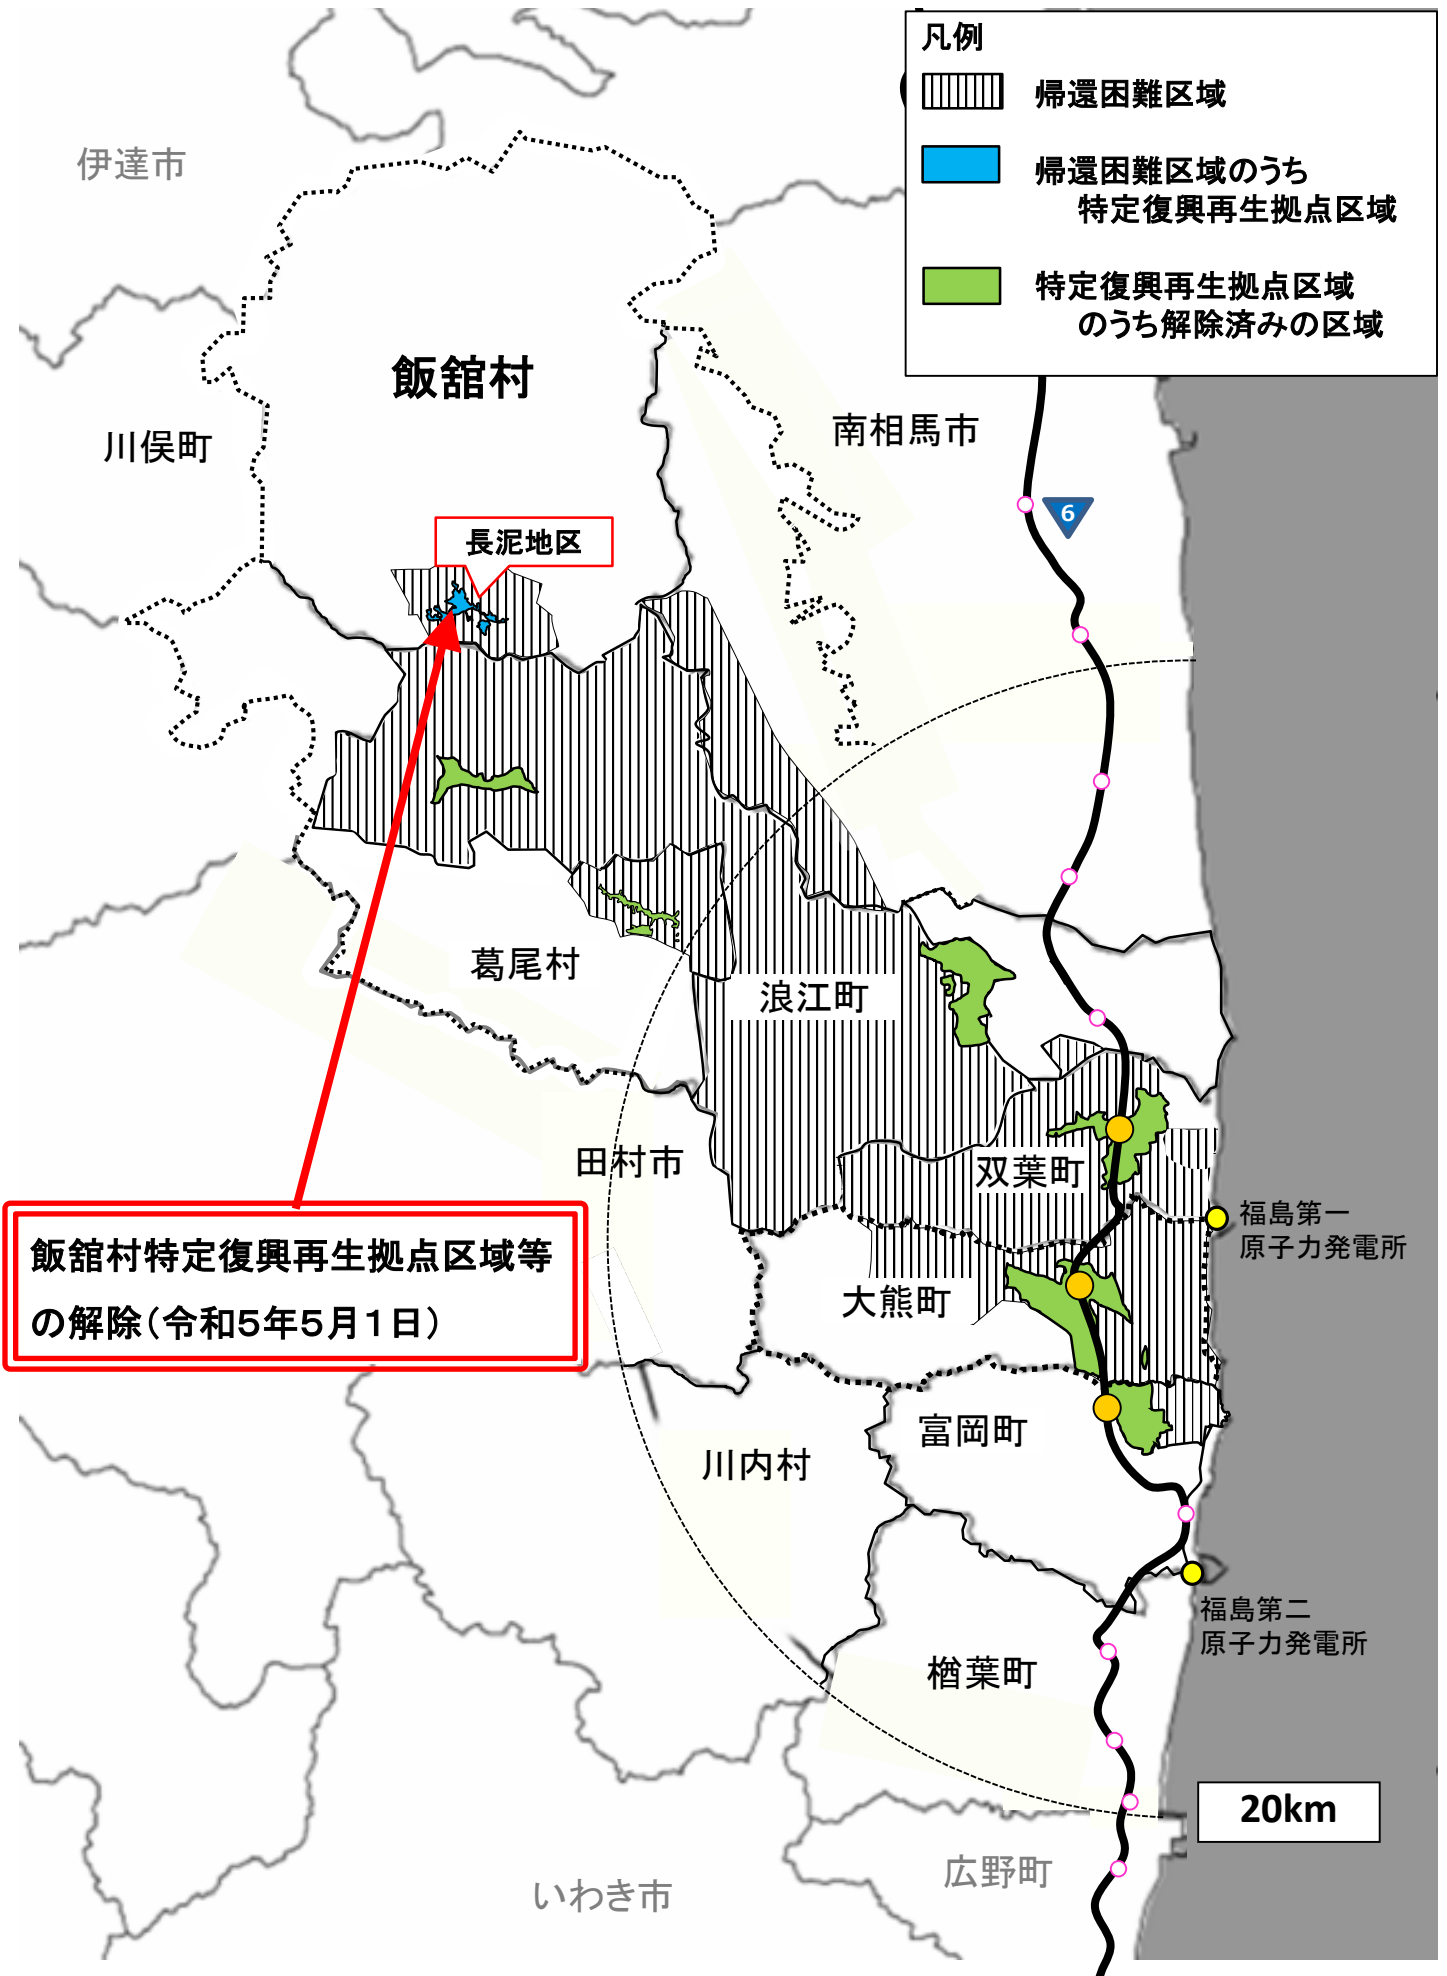 凡例
帰還困難区域
帰還困難区域のうち
特定復興再生拠点区域
特定復興再生拠点区域
のうち解除済みの区域
伊達市
飯舘村
川俣町
南相馬市
6
長泥地区
葛尾村
浪江町
田村市
双葉町
福島第一
原子力発電所
飯舘村特定復興再生拠点区域等
の解除(令和5年5月1日)
大熊町
富岡町
川内村
福島第二
原子力発電所
楢葉町
20km
広野町
いわき市